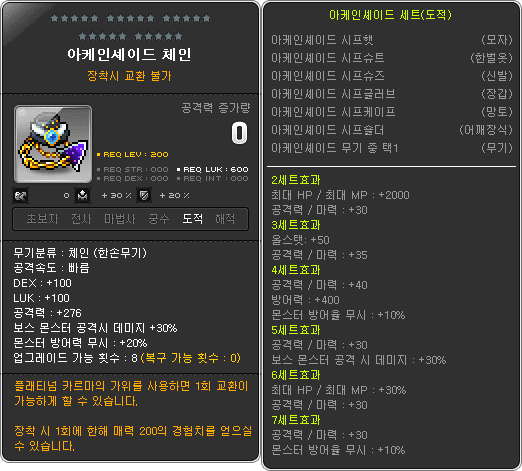 아케인셰이드 체인
장착시 교환 불가
공격력 증가량
0
REQ LEV : 200
REQ STR : 000
REQ LUK : 600
REQ DEX : 000
REQ INT : 000
0
+ 30 %
+ 20 %
초보자 전사 마법사 궁수 도적 해적
무기분류 : 체인 (한손무기)
공격속도 : 빠름
DEX : +100
LUK : +100
공격력 : +276
보스 몬스터 공격시 데미지 +30%
몬스터 방어력 무시 : +20%
업그레이드 가능 횟수 : 8 (복구 가능 횟수 : 0)
플래티넘 카르마의 가위를 사용하면 1회 교환이
가능하게 할 수 있습니다.
장착 시 1회에 한해 매력 200의 경험치를 얻으실
수 있습니다.
아케인셰이드 세트(도적)
아케인셰이드 시프햇 (모자)
아케인셰이드 시프슈트 (한벌옷)
아케인셰이드 시프슈즈 (신발)
아케인셰이드 시프글러브 (장갑)
아케인셰이드 시프케이프 (망토)
아케인셰이드 시프숄더 (어깨장식)
아케인셰이드 무기 중 택1 (무기)
2세트효과
최대 HP / 최대 MP : +2000
공격력 / 마력 : +30
3세트효과
올스탯: +50
공격력 / 마력 : +35
4세트효과
공격력 / 마력 : +40
방어력 : +400
몬스터 방어율 무시 : +10%
5세트효과
공격력 / 마력 : +30
보스 몬스터 공격 시 데미지 : +30%
6세트효과
최대 HP / 최대 MP : +30%
공격력 / 마력 : +30
7세트효과
공격력 / 마력 : +30
몬스터 방어율 무시 : +10%